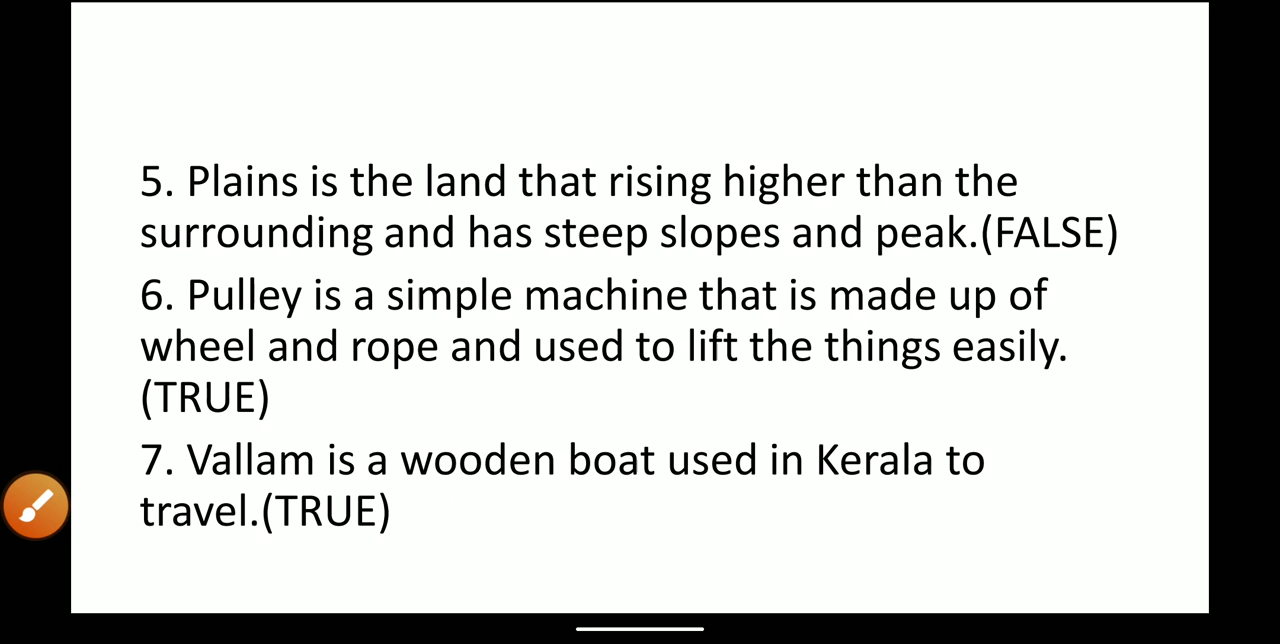 5. Plains is the land that rising higher than the
surrounding and has steep slopes and peak.(FALSE)
6. Pulley is a simple machine that is made up of
wheel and rope and used to lift the things easily.
(TRUE)
7. Vallam is a wooden boat used in Kerala to
travel.(TRUE)